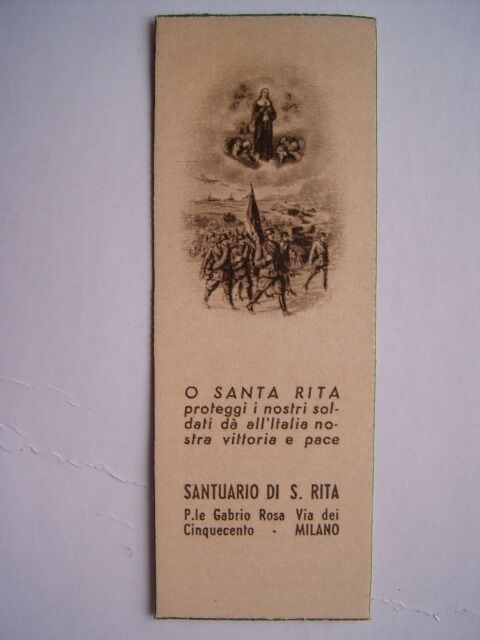 O SANTA RITA
proteggi i nostri sol-
dati dà all'Italia no-
stra vittoria e pace
SANTUARIO DI S. RITA
P.le Gabrio Rosa Via dei
Cinquecento - MILANO